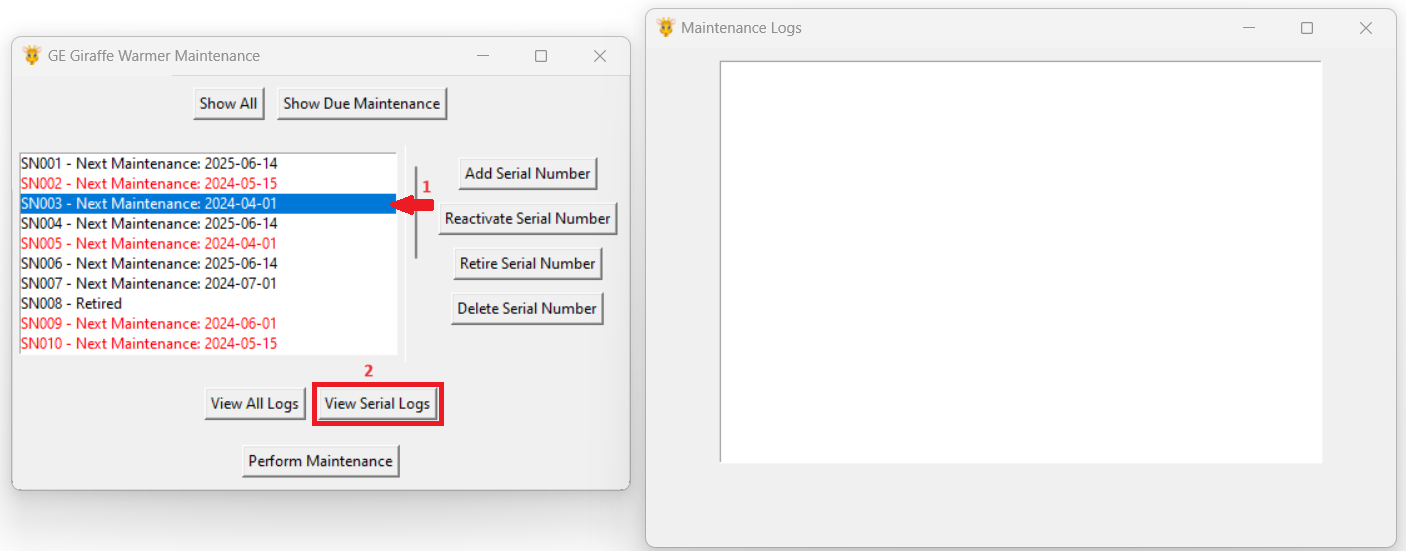 GE Giraffe Warmer Maintenance
Show All
Show Due Maintenance
SN001 - Next Maintenance: 2025-06-14
SN002 - Next Maintenance: 2024-05-15
SN003 - Next Maintenance: 2024-04-01
SN004 - Next Maintenance: 2025-06-14
SN005 - Next Maintenance: 2024-04-01
SN006 - Next Maintenance: 2025-06-14
SN007 - Next Maintenance: 2024-07-01
SN008 - Retired
SN009 - Next Maintenance: 2024-06-01
SN010 - Next Maintenance: 2024-05-15
1
Add Serial Number
Reactivate Serial Number
Retire Serial Number
Delete Serial Number
2
View All Logs
View Serial Logs
Perform Maintenance
Maintenance Logs